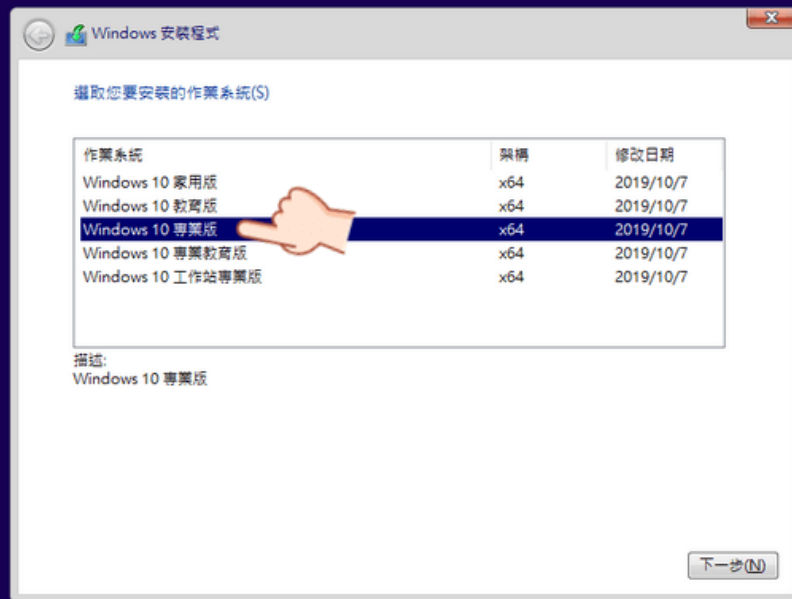 Windows 安裝程式
選取您要安裝的作業系統(S)
作業系統 架構 修改日期
Windows 10 家用版 x64 2019/10/7
Windows 10 教育版 x64 2019/10/7
Windows 10 專業版 x64 2019/10/7
Windows 10 專業教育版 x64 2019/10/7
Windows 10 工作站專業版 x64 2019/10/7
描述:
Windows 10 專業版
下一步(N)